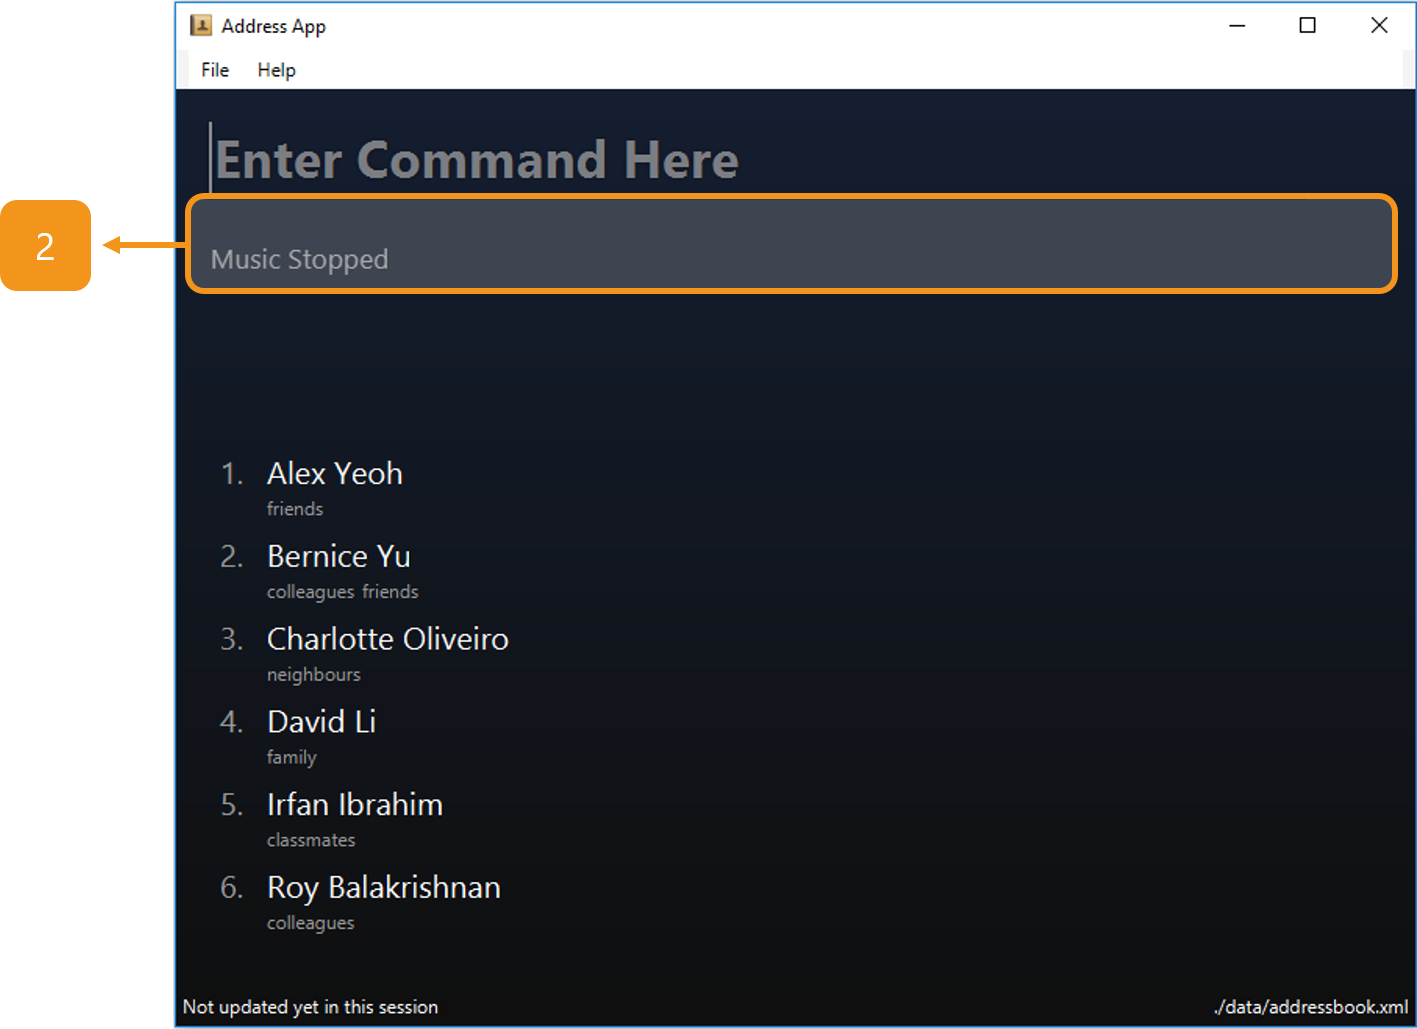 Address App
File Help
Enter Command Here
2
Music Stopped
1. Alex Yeoh
friends
2. Bernice Yu
colleagues friends
3. Charlotte Oliveiro
neighbours
4. David Li
family
5. Irfan Ibrahim
classmates
6. Roy Balakrishnan
colleagues
Not updated yet in this session ./data/addressbook.xml